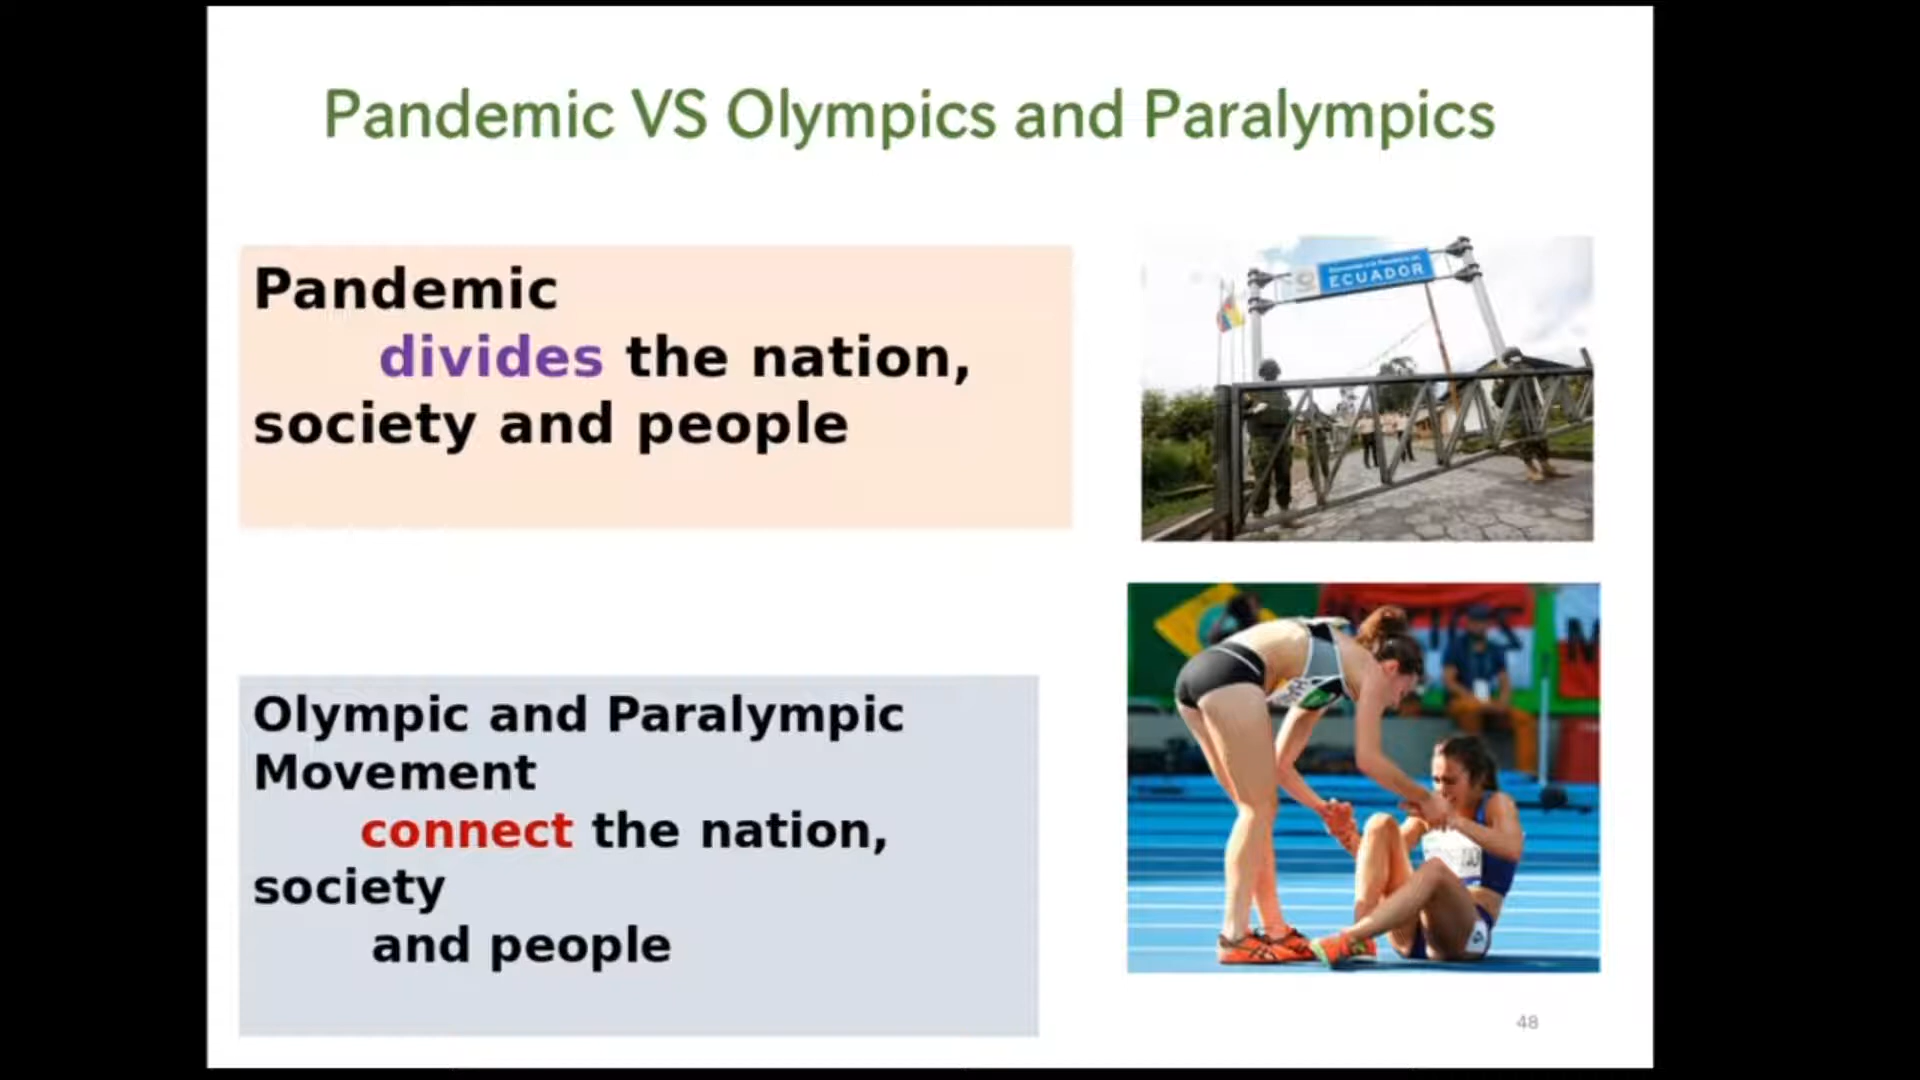 Pandemic VS Olympics and Paralympics
Pandemic
divides the nation,
society and people
ECUADOR
Olympic and Paralympic
Movement
connect the nation,
society
and people
48